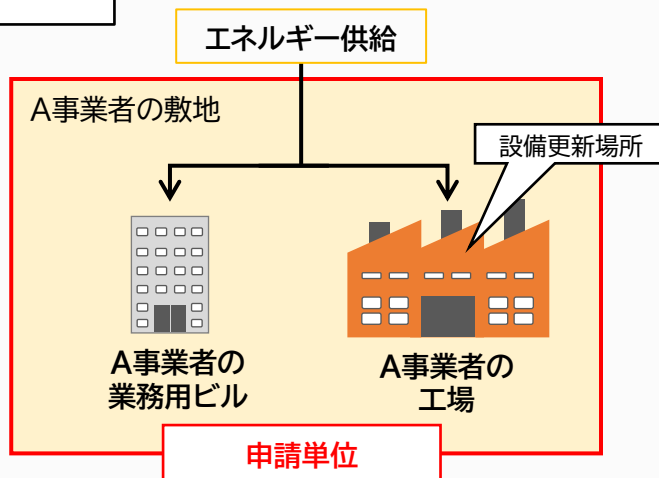 エネルギー供給
A事業者の敷地
設備更新場所
A事業者の
業務用ビル
A事業者の
工場
申請単位